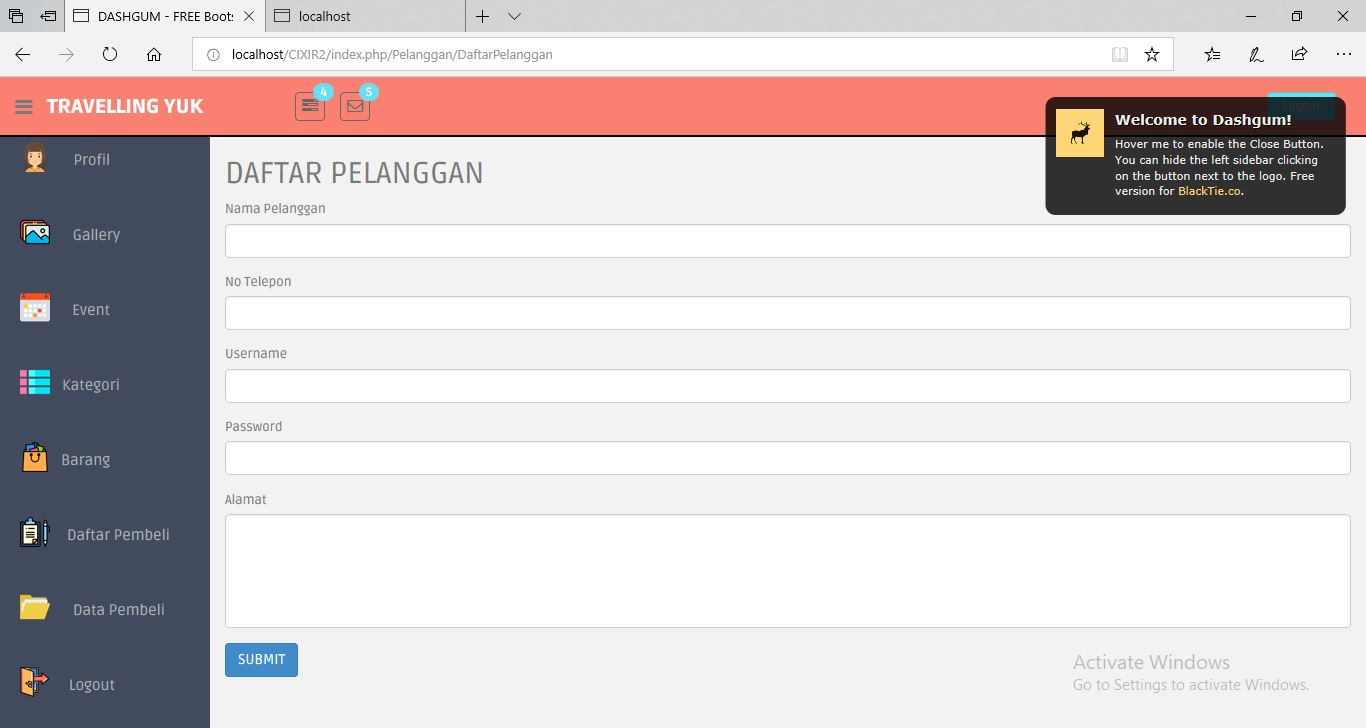 DASHGUM - FREE Boots
localhost
localhost/CIXIR2/index.php/Pelanggan/DaftarPelanggan
TRAVELLING YUK
4
5
Logout
Welcome to Dashgum!
Hover me to enable the Close Button.
You can hide the left sidebar clicking
on the button next to the logo. Free
version for BlackTie.co.
Profil
Gallery
Event
Kategori
Barang
Daftar Pembeli
Data Pembeli
Logout
DAFTAR PELANGGAN
Nama Pelanggan
No Telepon
Username
Password
Alamat
SUBMIT
Activate Windows
Go to Settings to activate Windows.